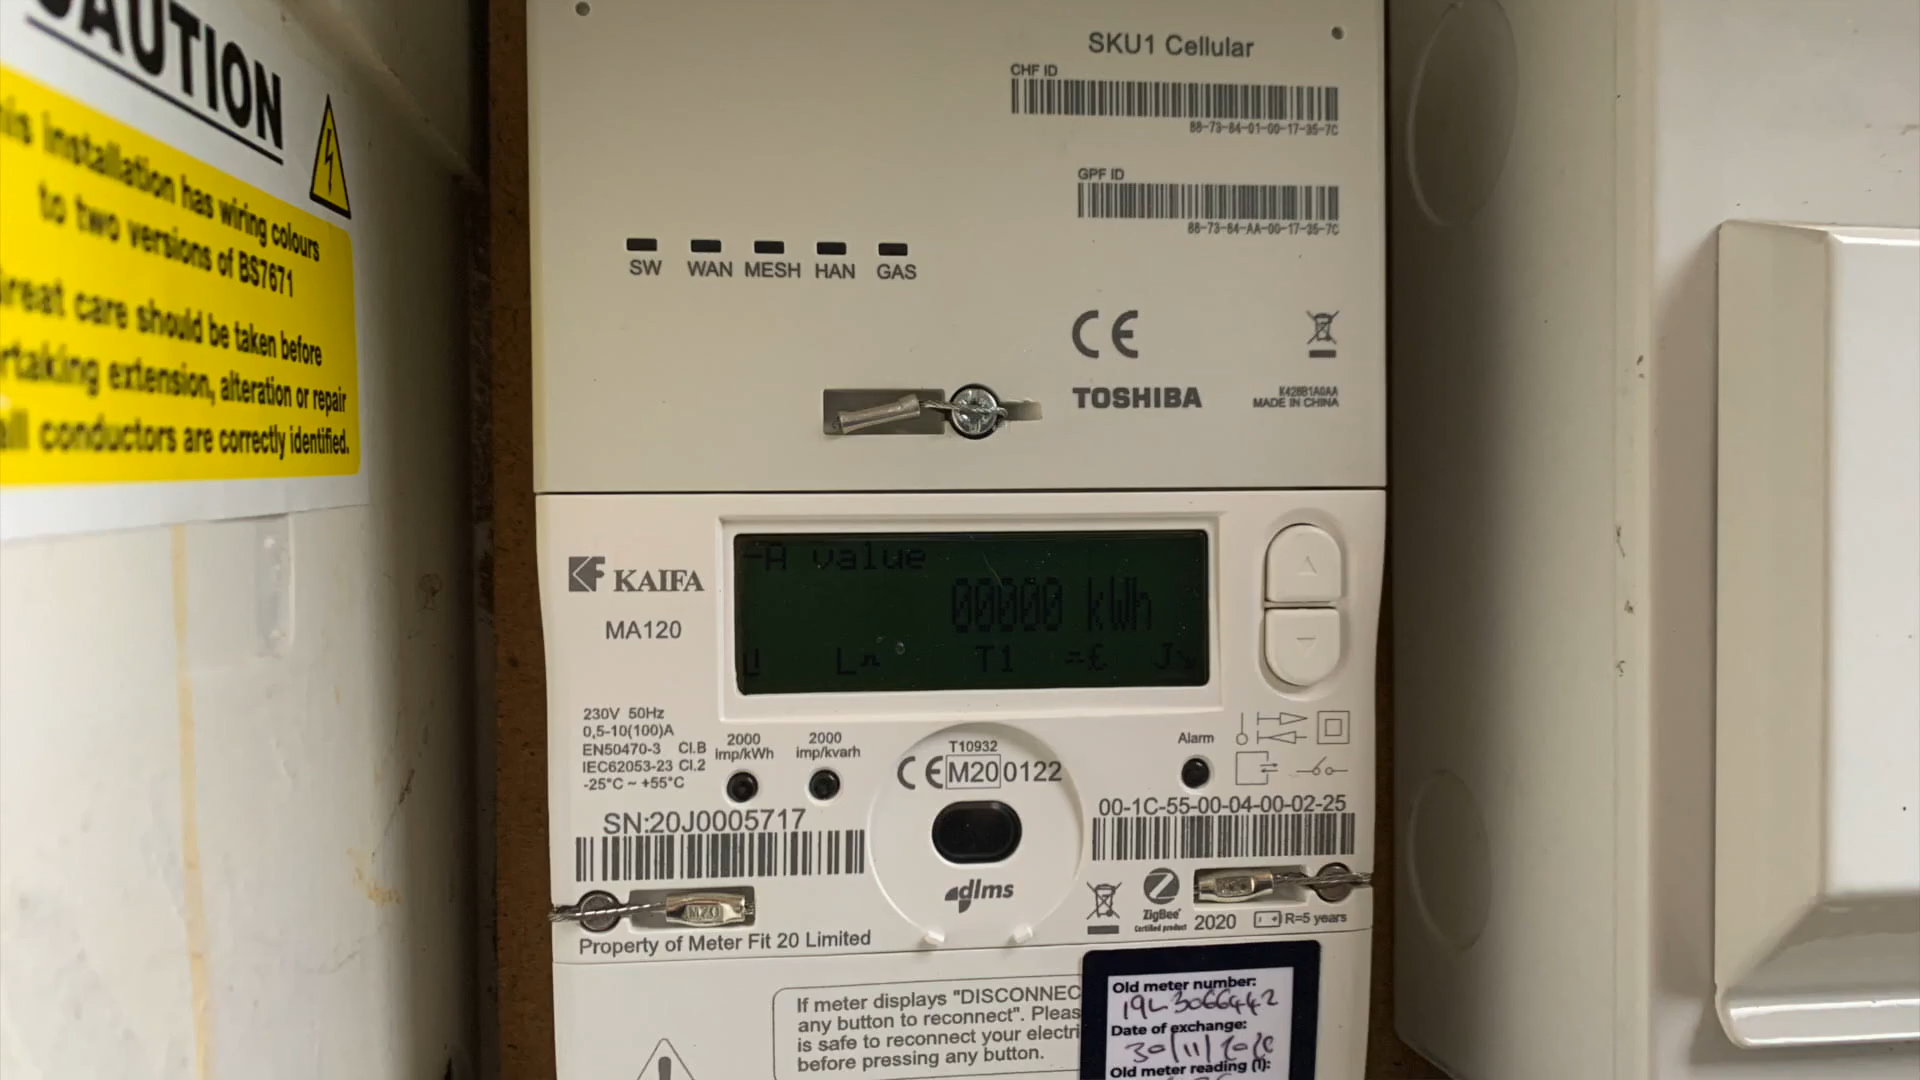 CAUTION
his installation has wiring colours
to two versions of BS7671
Great care should be taken before
rtaking extension, alteration or repair
all conductors are correctly identified.
SKU1 Cellular
CHF ID
88-73-84-01-00-17-35-7C
GPF ID
88-73-84-AA-00-17-35-7C
SW WAN MESH HAN GAS
CE
TOSHIBA
MADE IN CHINA
KAIFA
MA120
-A value
00000 kWh
T1
230V 50Hz
0,5-10(100)A
EN50470-3 Cl.B
IEC62053-23 Cl.2
-25°C ~ +55°C
2000
imp/kWh
2000
imp/kvarh
T10932
CE M20 0122
Alarm
SN:20J0005717
00-1C-55-00-04-00-02-25
dlms
ZigBee
Certified product
2020
R=5 years
Property of Meter Fit 20 Limited
If meter displays "DISCONNEC
any button to reconnect". Pleas
is safe to reconnect your electri
before pressing any button.
Old meter number:
19L3066442
Date of exchange:
30/11/2020
Old meter reading (1):